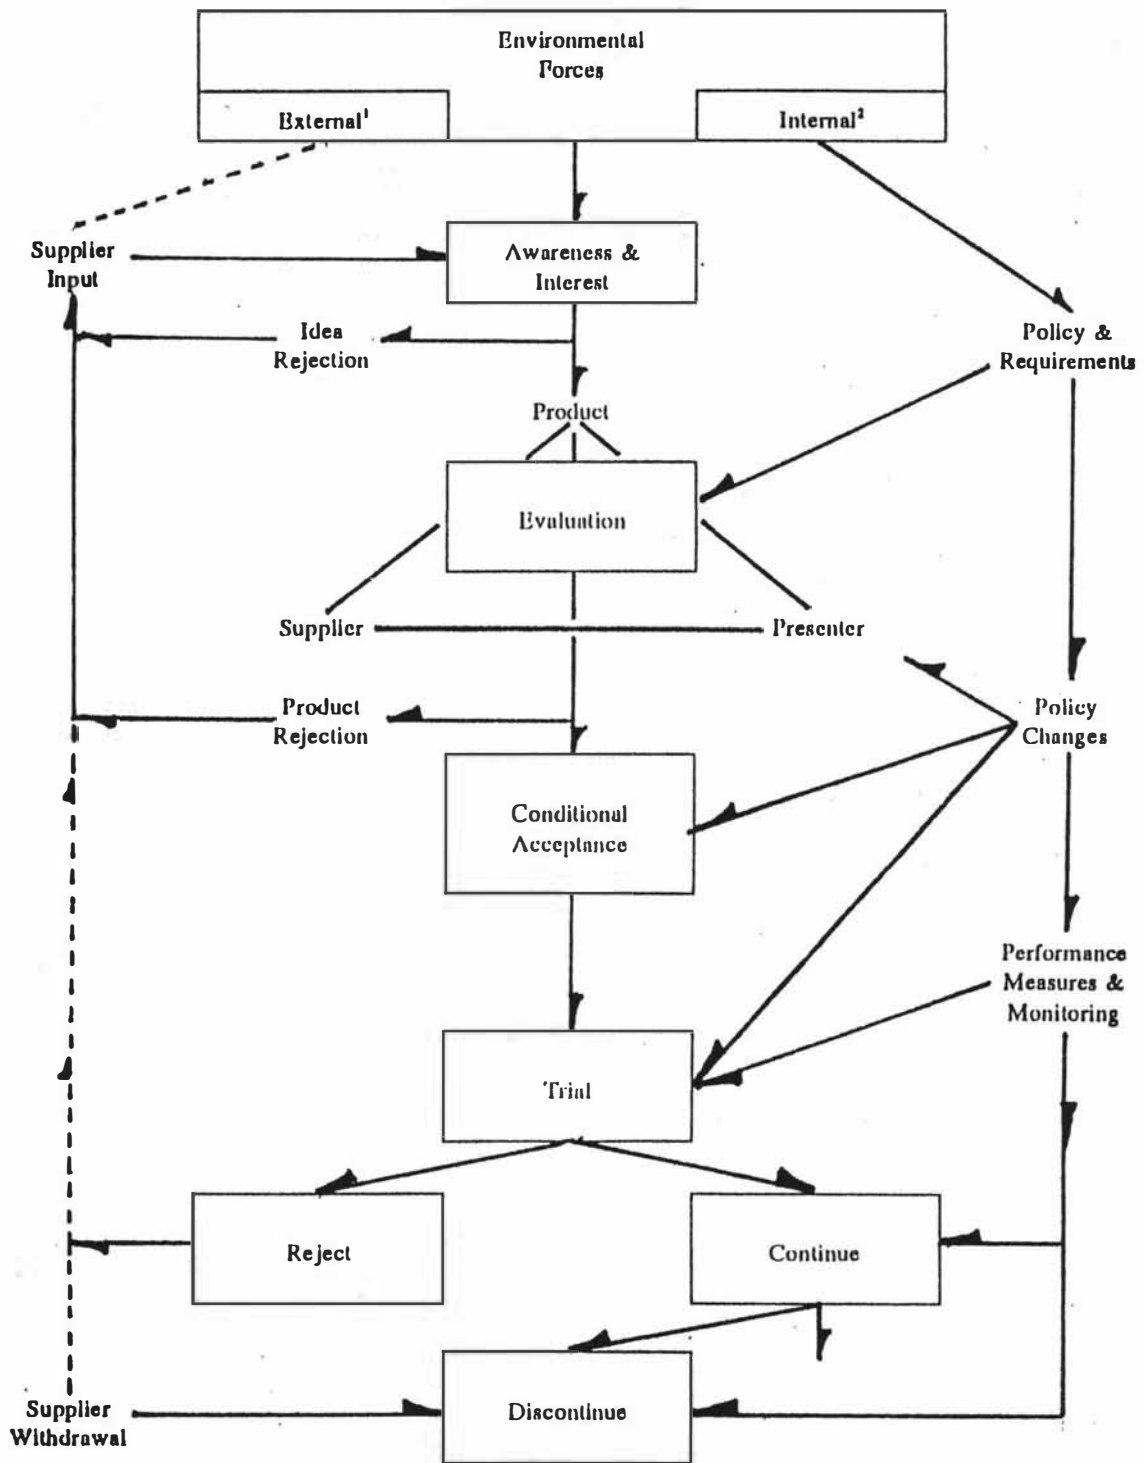 Environmental
Forces
External¹
Internal²
Supplier
Input
Awareness &
Interest
Idea
Rejection
Policy &
Requirements
Product
Evaluation
Supplier
Presenter
Product
Rejection
Policy
Changes
Conditional
Acceptance
Performance
Measures &
Monitoring
Trial
Reject
Continue
Supplier
Withdrawal
Discontinue